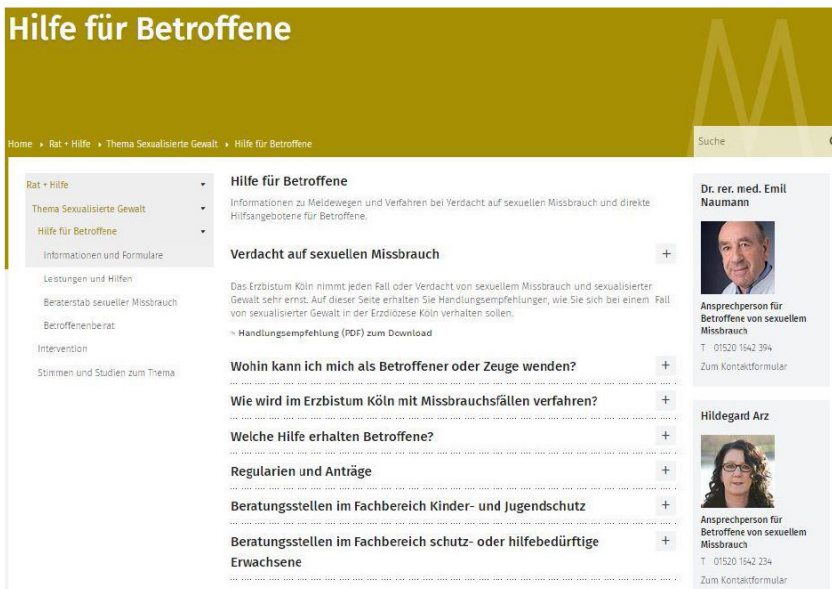 Hilfe für Betroffene
Home ▸ Rat + Hilfe ▸ Thema Sexualisierte Gewalt ▸ Hilfe für Betroffene
Suche
Rat + Hilfe
Thema Sexualisierte Gewalt
Hilfe für Betroffene
Informationen und Formulare
Leistungen und Hilfen
Beraterstab sexueller Missbrauch
Betroffenenbeirat
Intervention
Stimmen und Studien zum Thema
Hilfe für Betroffene
Informationen zu Meldewegen und Verfahren bei Verdacht auf sexuellen Missbrauch und direkte
Hilfsangebotene für Betroffene.
Verdacht auf sexuellen Missbrauch +
Das Erzbistum Köln nimmt jeden Fall oder Verdacht von sexuellem Missbrauch und sexualisierter
Gewalt sehr ernst. Auf dieser Seite erhalten Sie Handlungsempfehlungen, wie Sie sich bei einem Fall
von sexualisierter Gewalt in der Erzdiözese Köln verhalten sollen.
Handlungsempfehlung (PDF) zum Download
Wohin kann ich mich als Betroffener oder Zeuge wenden? +
Wie wird im Erzbistum Köln mit Missbrauchsfällen verfahren? +
Welche Hilfe erhalten Betroffene? +
Regularien und Anträge +
Beratungsstellen im Fachbereich Kinder- und Jugendschutz +
Beratungsstellen im Fachbereich schutz- oder hilfebedürftige +
Erwachsene
Dr. rer. med. Emil
Naumann
Ansprechperson für
Betroffene von sexuellem
Missbrauch
T 01520 1642 394
Zum Kontaktformular
Hildegard Arz
Ansprechperson für
Betroffene von sexuellem
Missbrauch
T 01520 1642 234
Zum Kontaktformular